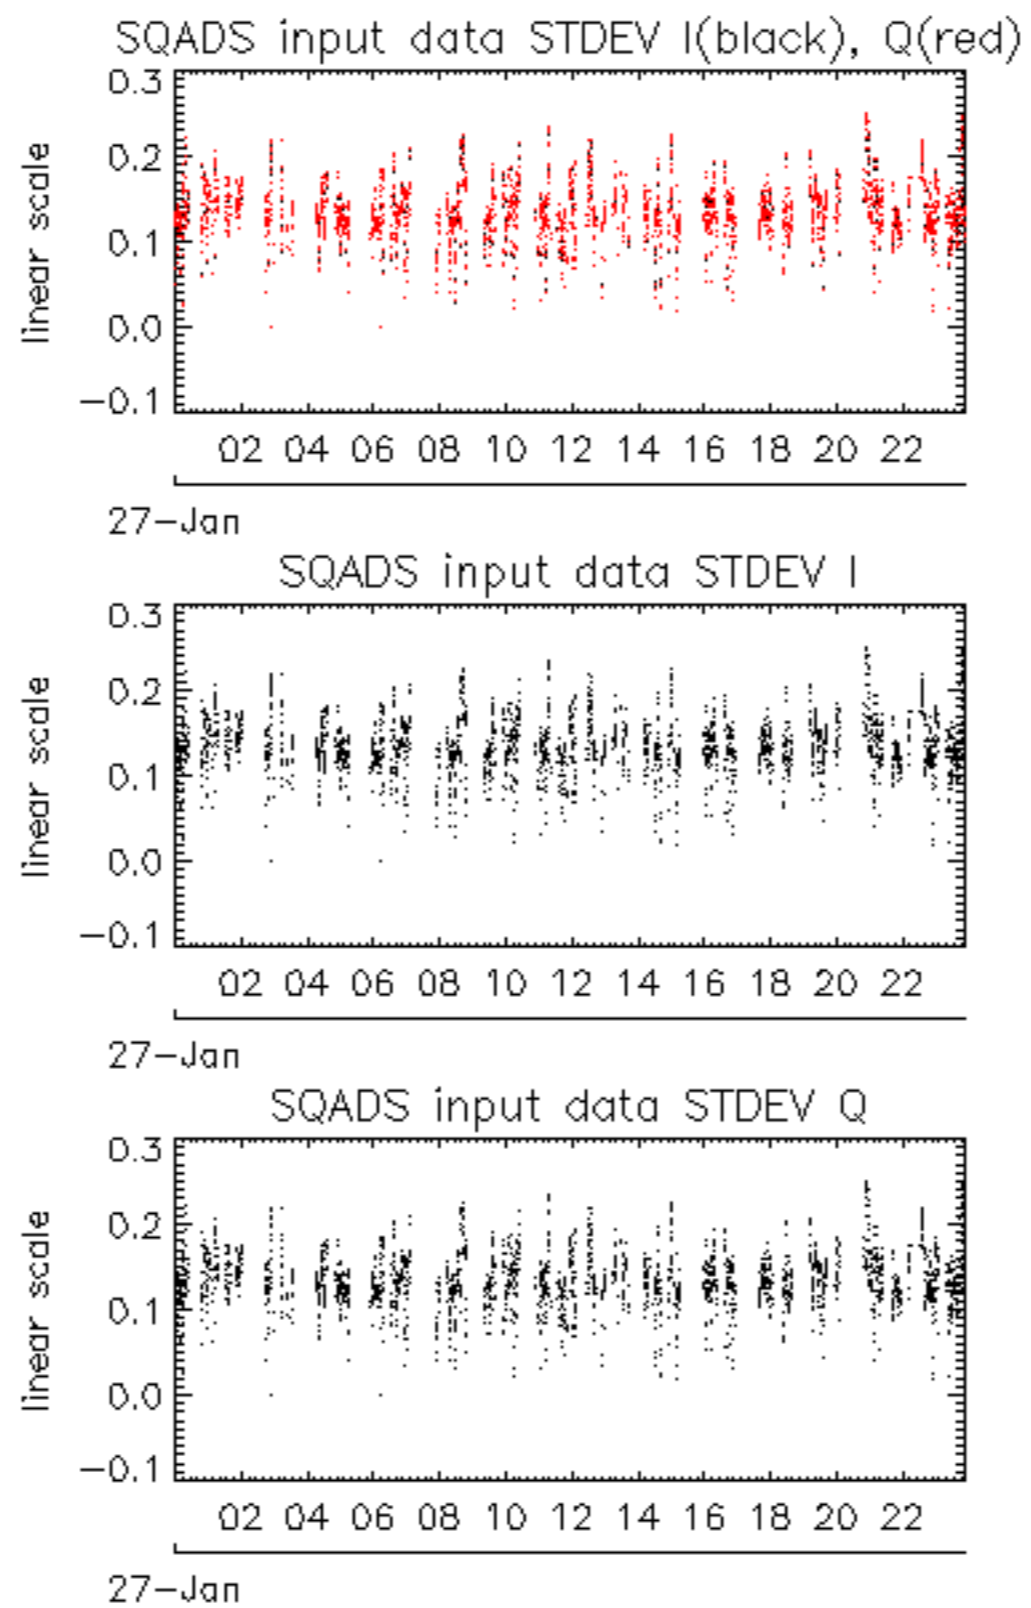 SQADS input data STDEV I(black), Q(red)
linear scale
0.3
0.2
0.1
0.0
−0.1
02 04 06 08 10 12 14 16 18 20 22
27−Jan
SQADS input data STDEV I
linear scale
0.3
0.2
0.1
0.0
−0.1
02 04 06 08 10 12 14 16 18 20 22
27−Jan
SQADS input data STDEV Q
linear scale
0.3
0.2
0.1
0.0
−0.1
02 04 06 08 10 12 14 16 18 20 22
27−Jan